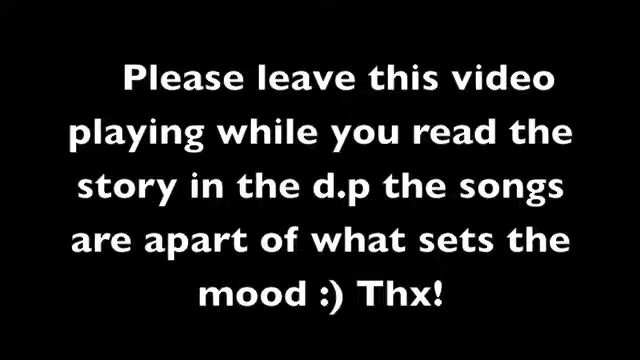 Please leave this video
playing while you read the
story in the d.p the songs
are apart of what sets the
mood :) Thx!